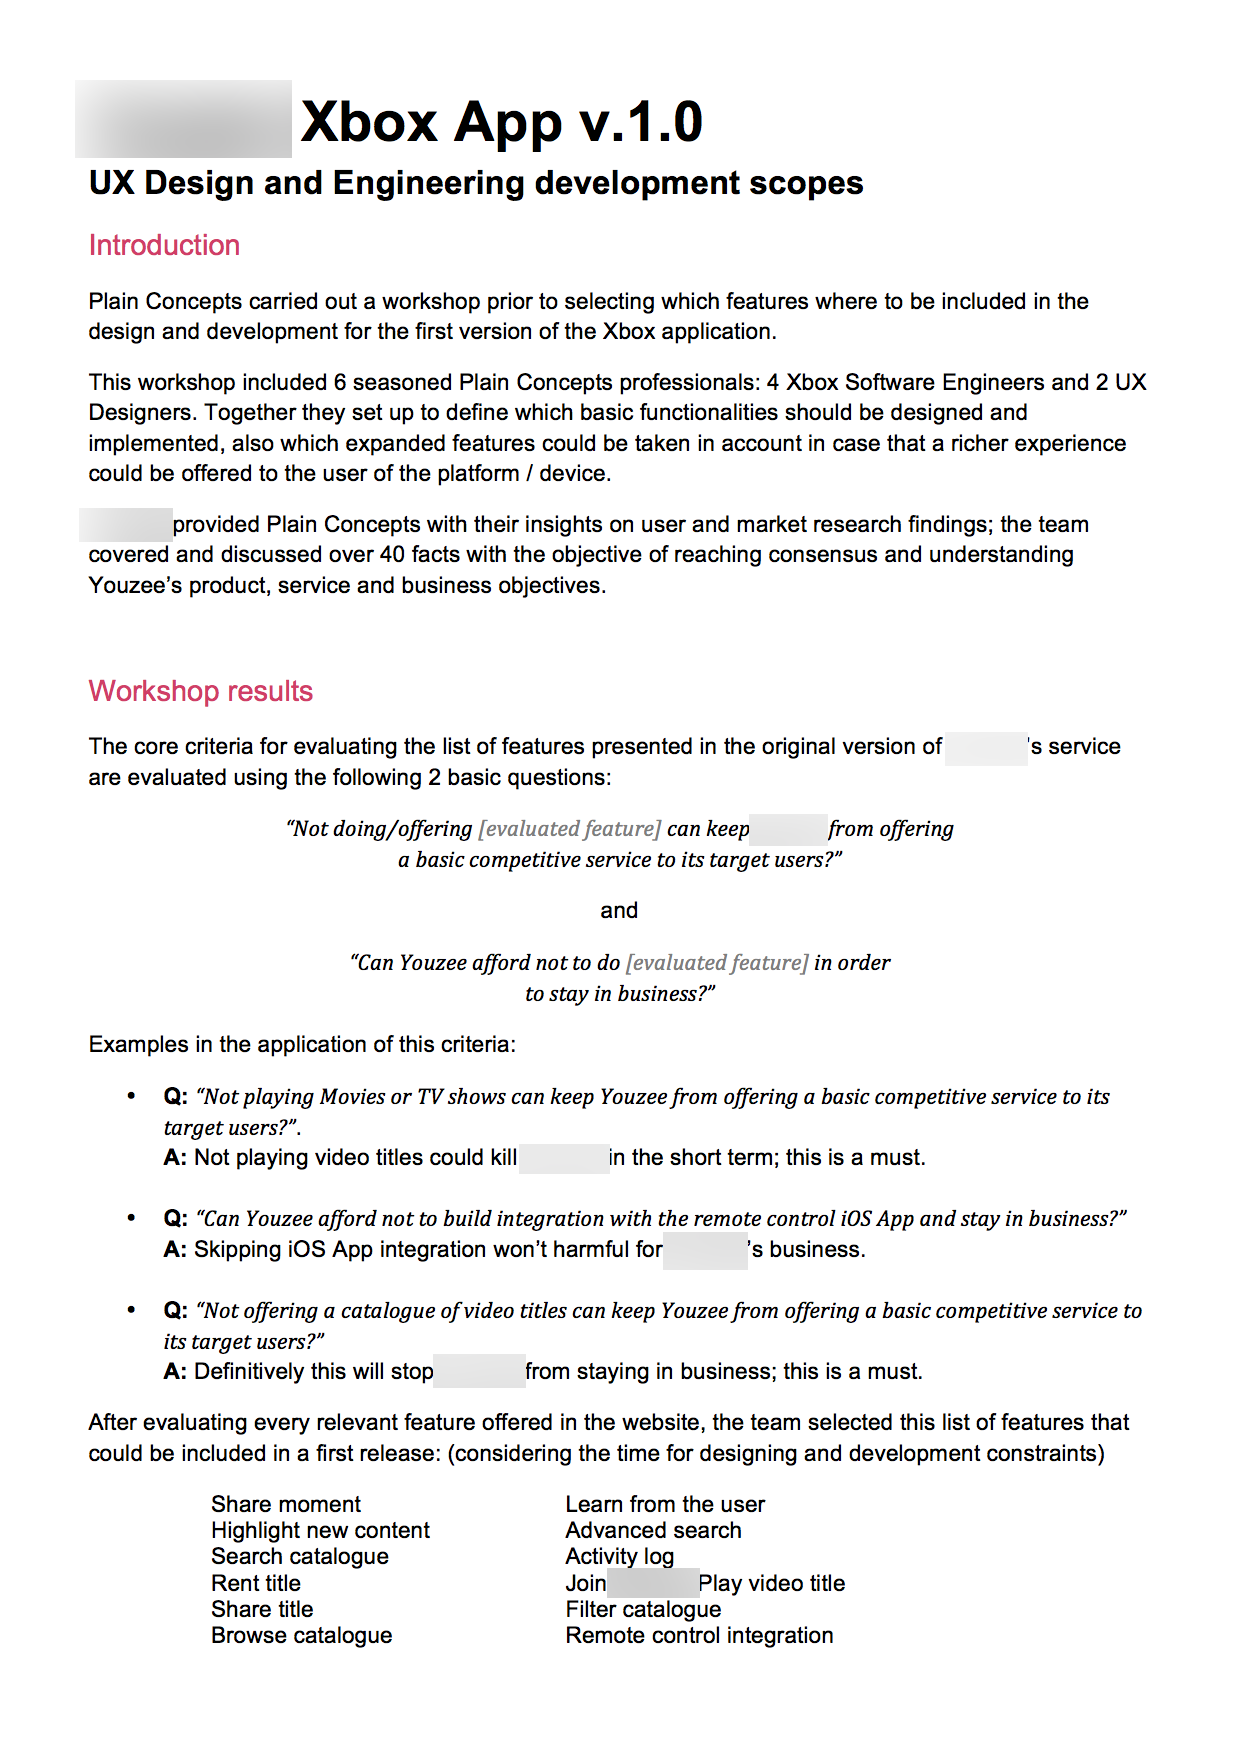 Xbox App v.1.0
UX Design and Engineering development scopes
Introduction
Plain Concepts carried out a workshop prior to selecting which features where to be included in the
design and development for the first version of the Xbox application.
This workshop included 6 seasoned Plain Concepts professionals: 4 Xbox Software Engineers and 2 UX
Designers. Together they set up to define which basic functionalities should be designed and
implemented, also which expanded features could be taken in account in case that a richer experience
could be offered to the user of the platform / device.
provided Plain Concepts with their insights on user and market research findings; the team
covered and discussed over 40 facts with the objective of reaching consensus and understanding
Youzee’s product, service and business objectives.
Workshop results
The core criteria for evaluating the list of features presented in the original version of ’s service
are evaluated using the following 2 basic questions:
“Not doing/offering [evaluated feature] can keep from offering
a basic competitive service to its target users?”
and
“Can Youzee afford not to do [evaluated feature] in order
to stay in business?”
Examples in the application of this criteria:
• Q: “Not playing Movies or TV shows can keep Youzee from offering a basic competitive service to its
target users?”.
A: Not playing video titles could kill in the short term; this is a must.
• Q: “Can Youzee afford not to build integration with the remote control iOS App and stay in business?”
A: Skipping iOS App integration won’t harmful for ’s business.
• Q: “Not offering a catalogue of video titles can keep Youzee from offering a basic competitive service to
its target users?”
A: Definitively this will stop from staying in business; this is a must.
After evaluating every relevant feature offered in the website, the team selected this list of features that
could be included in a first release: (considering the time for designing and development constraints)
Share moment
Highlight new content
Search catalogue
Rent title
Share title
Browse catalogue
Learn from the user
Advanced search
Activity log
Join Play video title
Filter catalogue
Remote control integration